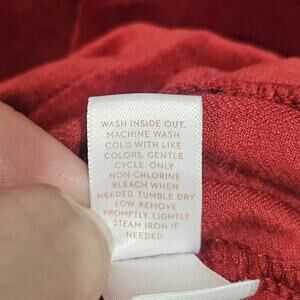 WASH INSIDE OUT.
MACHINE WASH
COLD WITH LIKE
COLORS, GENTLE
CYCLE. ONLY
NON-CHLORINE
BLEACH WHEN
NEEDED. TUMBLE DRY
LOW. REMOVE
PROMPTLY. LIGHTLY
STEAM IRON IF
NEEDED.